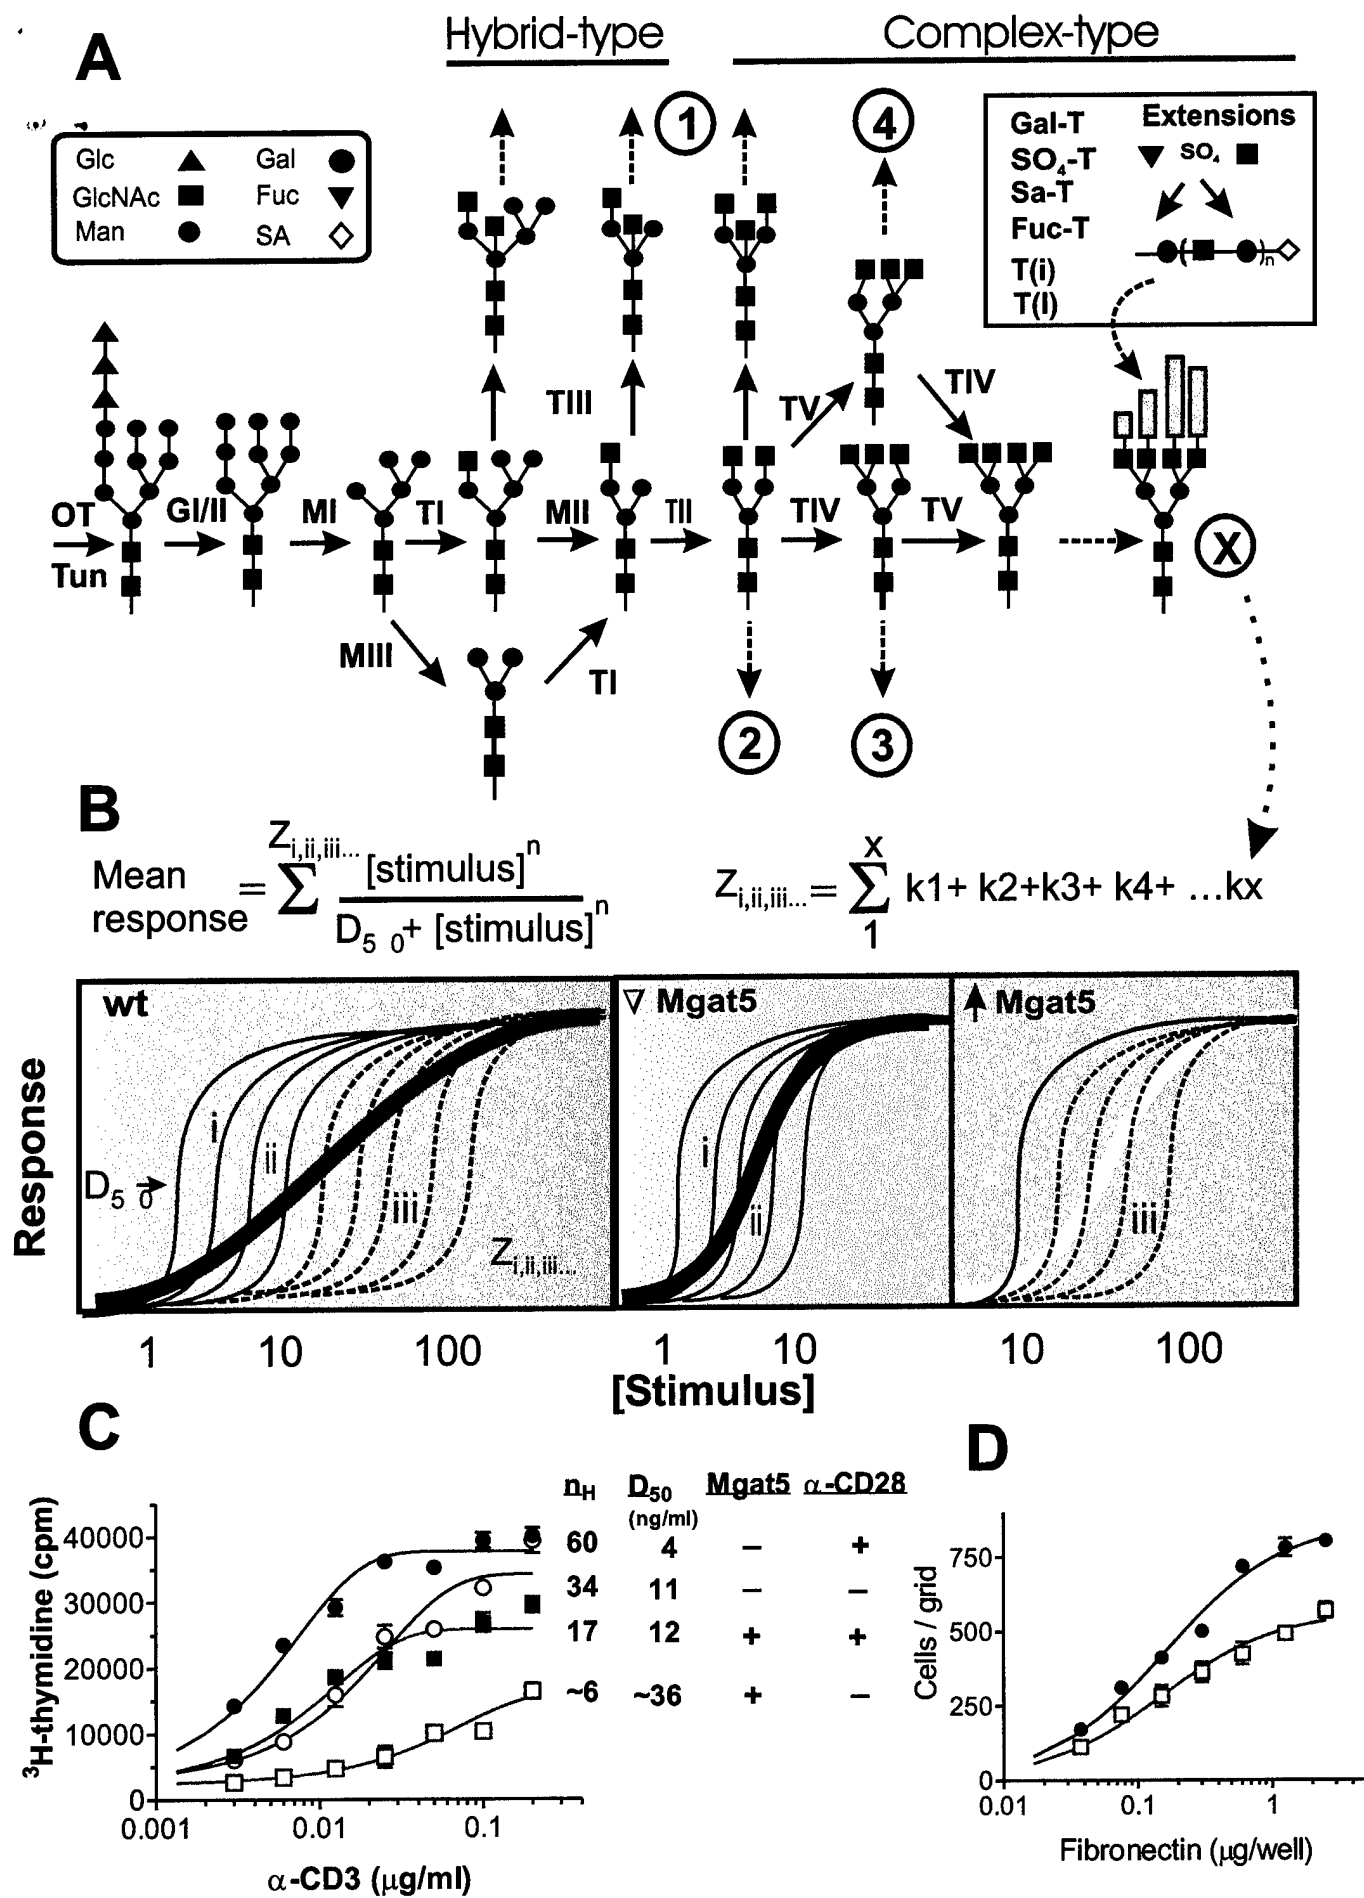 A
Hybrid-type
Complex-type
Glc
Gal
GlcNAc
Fuc
Man
SA
1
4
Gal-T
Extensions
SO4-T
SO4
Sa-T
Fuc-T
T(i)
T(I)
n
TIII
TV
TIV
OT
GI/II
MI
TI
MII
TII
TIV
TV
Tun
X
MIII
TI
2
3
B
Mean response = Σ Zi,ii,iii... [stimulus]^n / D5 0+ [stimulus]^n
Zi,ii,iii...= Σ X 1 k1+ k2+k3+ k4+ ...kx
wt
▽ Mgat5
↑ Mgat5
Response
i
ii
iii
D5 0
Zi,ii,iii...
i
ii
iii
1 10 100
1 10
10 100
[Stimulus]
C
D
nH D50 Mgat5 α-CD28
(ng/ml)
60 4 − +
34 11 − −
17 12 + +
~6 ~36 + −
3H-thymidine (cpm)
40000
30000
20000
10000
0
0.001 0.01 0.1
α-CD3 (μg/ml)
Cells / grid
750
500
250
0
0.01 0.1 1
Fibronectin (μg/well)